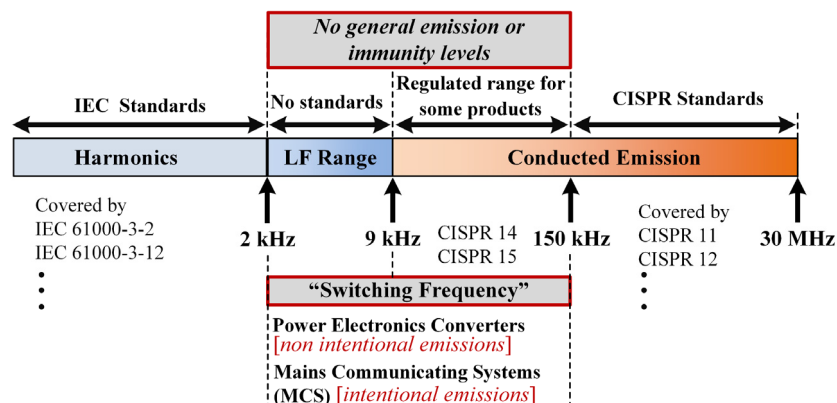 No general emission or
immunity levels
IEC  Standards
No standards
Regulated range for
some products
CISPR Standards
Harmonics
LF Range
Conducted Emission
Covered by
IEC 61000-3-2
IEC 61000-3-12
2 kHz
9 kHz
CISPR 14
CISPR 15
150 kHz
Covered by
CISPR 11
CISPR 12
30 MHz
“Switching Frequency”
Power Electronics Converters
[non intentional emissions]
Mains Communicating Systems
(MCS) [intentional emissions]